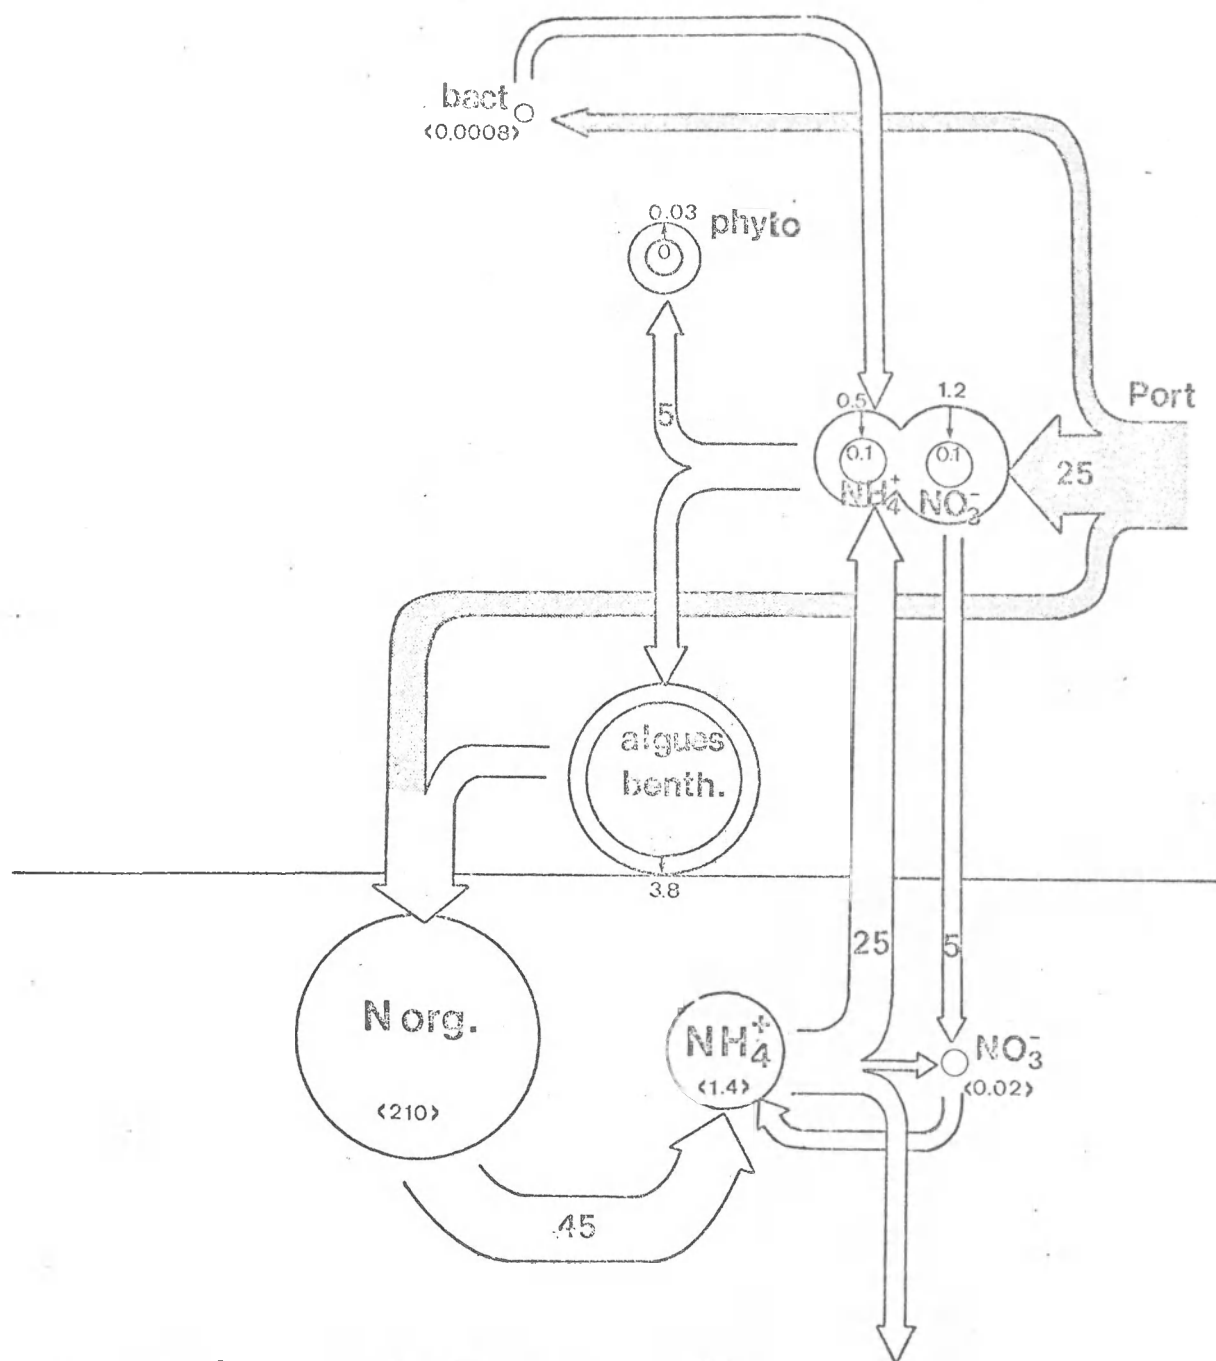 bact
<0.0008>
0.03
phyto
0
5
Port
0.5
1.2
0.1
0.1
25
NH₄⁺
NO₃⁻
algues
benth.
3.8
25
5
N org.
<210>
NH₄⁺
<1.4>
NO₃⁻
<0.02>
45